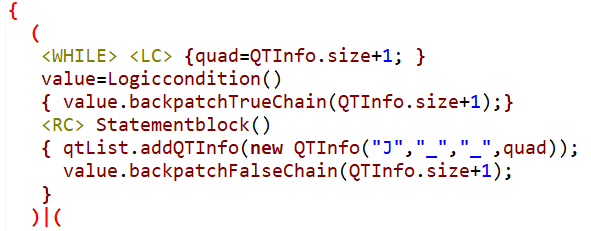 {
(
<WHILE> <LC> {quad=QTInfo.size+1; }
value=Logiccondition()
{ value.backpatchTrueChain(QTInfo.size+1);}
<RC> Statementblock()
{ qtList.addQTInfo(new QTInfo("J","_","_",quad));
value.backpatchFalseChain(QTInfo.size+1);
}
)|(